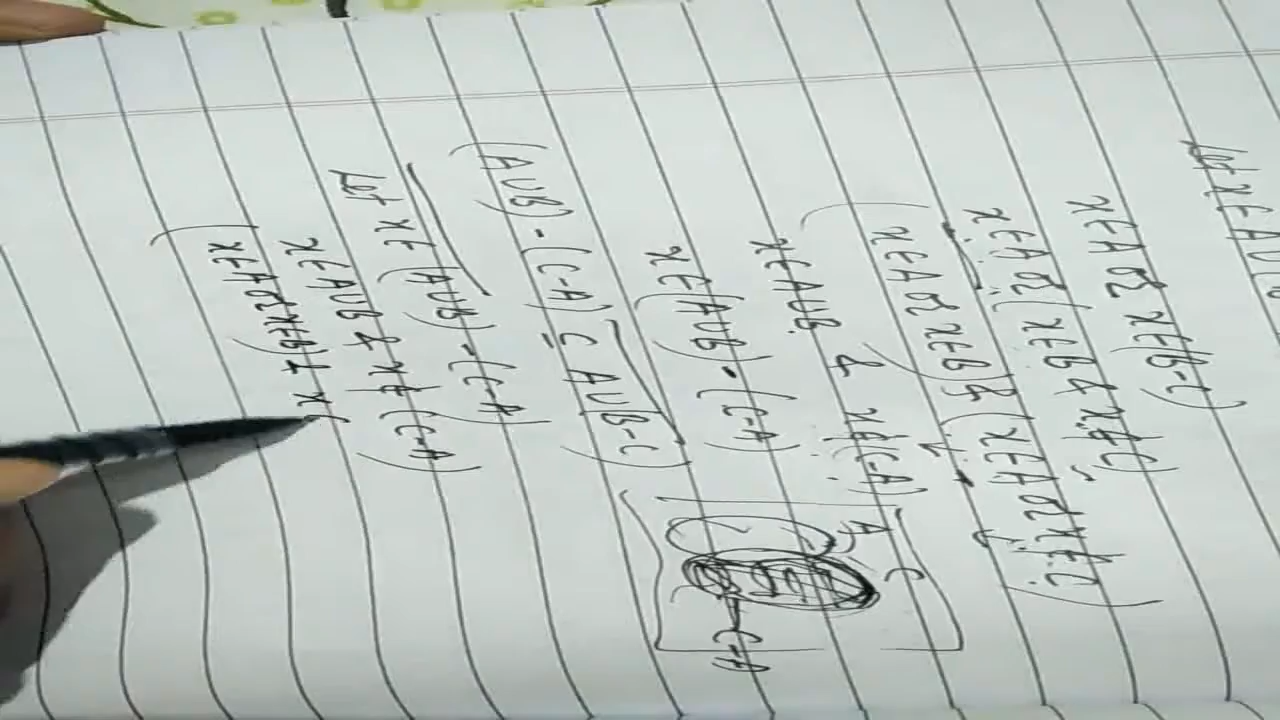 Let x∈A∪(
x∈A or x∈(B-C)
x∈A or (x∈B & x∉C)
(x∈A or x∈B) & (x∈A or x∉C)
x∈A∪B & x∉(C-A)
x∈(A∪B) - (C-A)
(A∪B) - (C-A) ⊆ A∪(B-C)
Let x∈(A∪B) - (C-A)
x∈A∪B & x∉(C-A)
(x∈A or x∈B) & x
A C
C-A